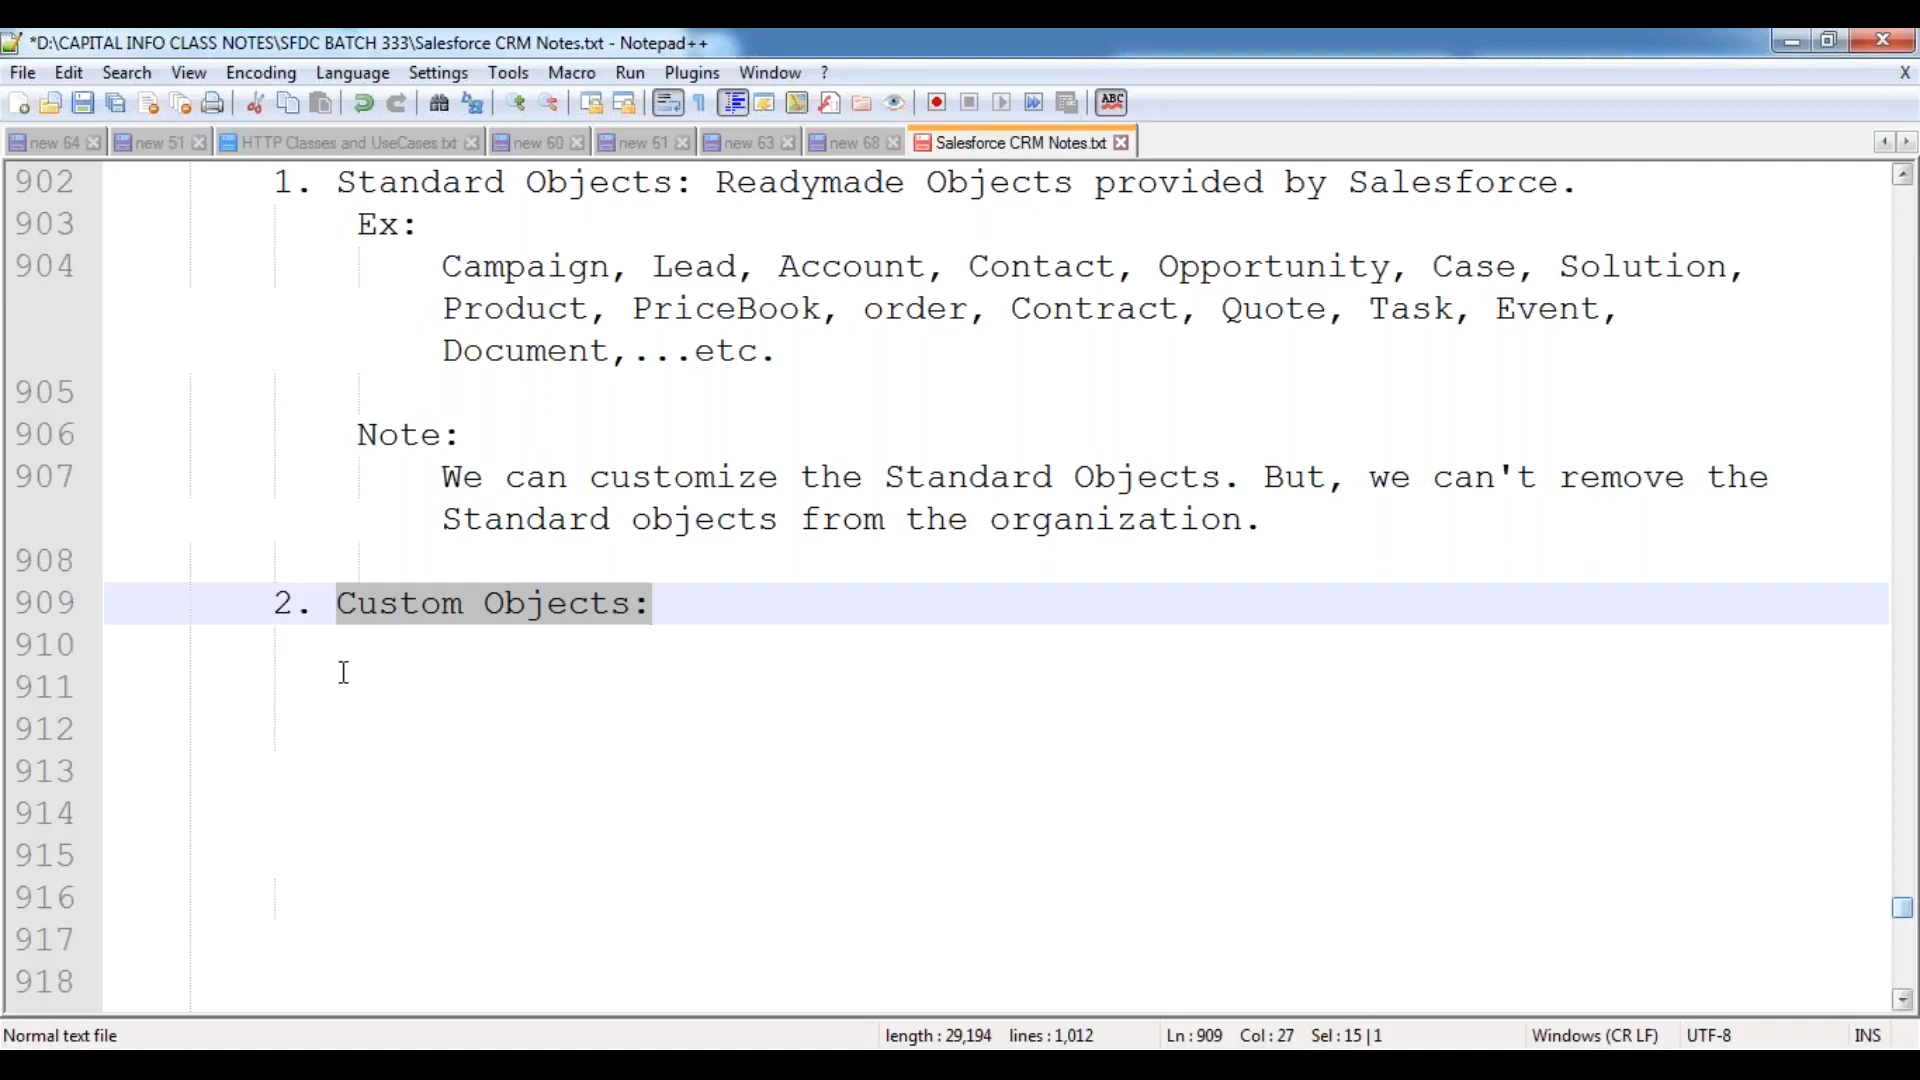 *D:\CAPITAL INFO CLASS NOTES\SFDC BATCH 333\Salesforce CRM Notes.txt - Notepad++
File Edit Search View Encoding Language Settings Tools Macro Run Plugins Window ? X
ABC
new 64 new 51 HTTP Classes and UseCases.txt new 60 new 61 new 63 new 68 Salesforce CRM Notes.txt
902 1. Standard Objects: Readymade Objects provided by Salesforce.
903 Ex:
904 Campaign, Lead, Account, Contact, Opportunity, Case, Solution,
Product, PriceBook, order, Contract, Quote, Task, Event,
Document,...etc.
905
906 Note:
907 We can customize the Standard Objects. But, we can't remove the
Standard objects from the organization.
908
909 2. Custom Objects:
910
911
912
913
914
915
916
917
918
Normal text file length : 29,194 lines : 1,012 Ln : 909 Col : 27 Sel : 15 | 1 Windows (CR LF) UTF-8 INS